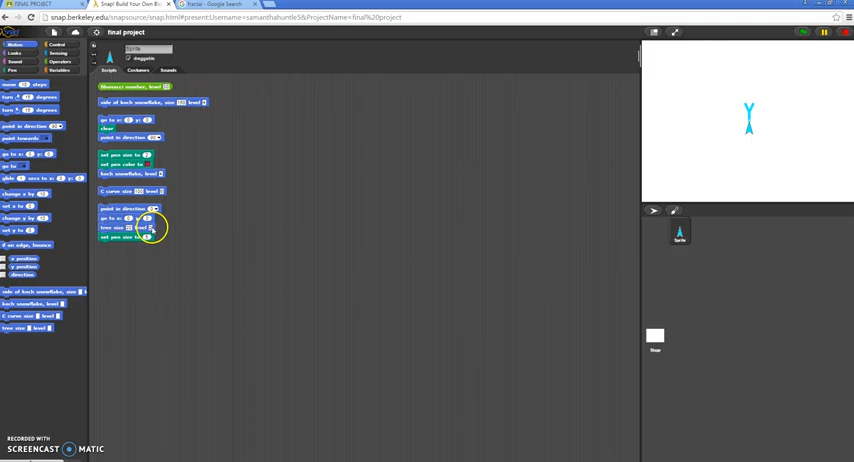 FINAL PROJECT
Snap! Build Your Own Blo
fractal - Google Search
snap.berkeley.edu/snapsource/snap.html#present:Username=samanthahuntle5&ProjectName=final%20project
final project
Sprite
draggable
Scripts Costumes Sounds
Motion Control
Looks Sensing
Sound Operators
Pen Variables
move 10 steps
turn 15 degrees
turn 15 degrees
point in direction 90
point towards
go to x: 0 y: 0
go to
glide 1 secs to x: 0 y: 0
change x by 10
set x to 0
change y by 10
set y to 0
if on edge, bounce
x position
y position
direction
side of koch snowflake, size
koch snowflake, level
C curve size level
tree size level
fibonacci number, level
side of koch snowflake, size level
go to x: 0 y: 0
clear
point in direction
set pen size to 2
set pen color to
koch snowflake, level
C curve size level
point in direction
go to x: 0 y: 0
tree size level
set pen size to
Sprite
Stage
RECORDED WITH
SCREENCAST MATIC